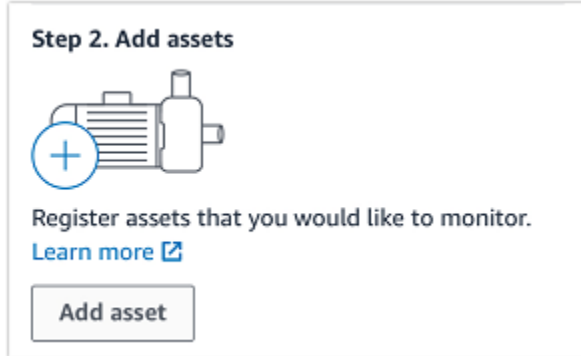 Step 2. Add assets
Register assets that you would like to monitor.
Learn more
Add asset